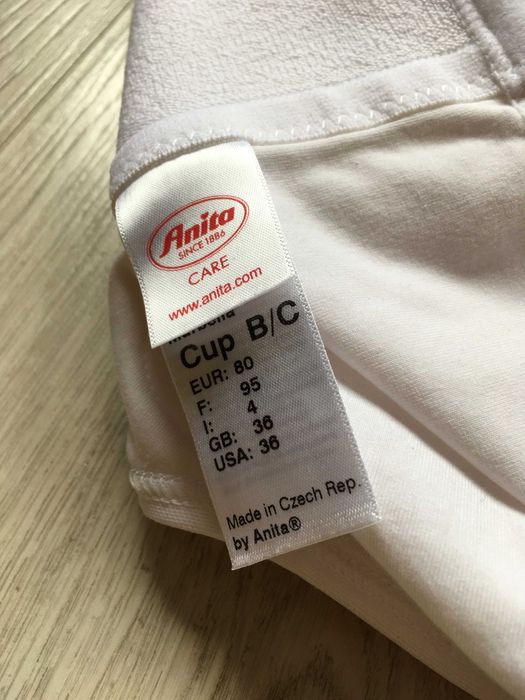 Anita
SINCE 1886
CARE
www.anita.com
Cup B/C
EUR: 80
F: 95
I: 4
GB: 36
USA: 36
Made in Czech Rep.
by Anita®